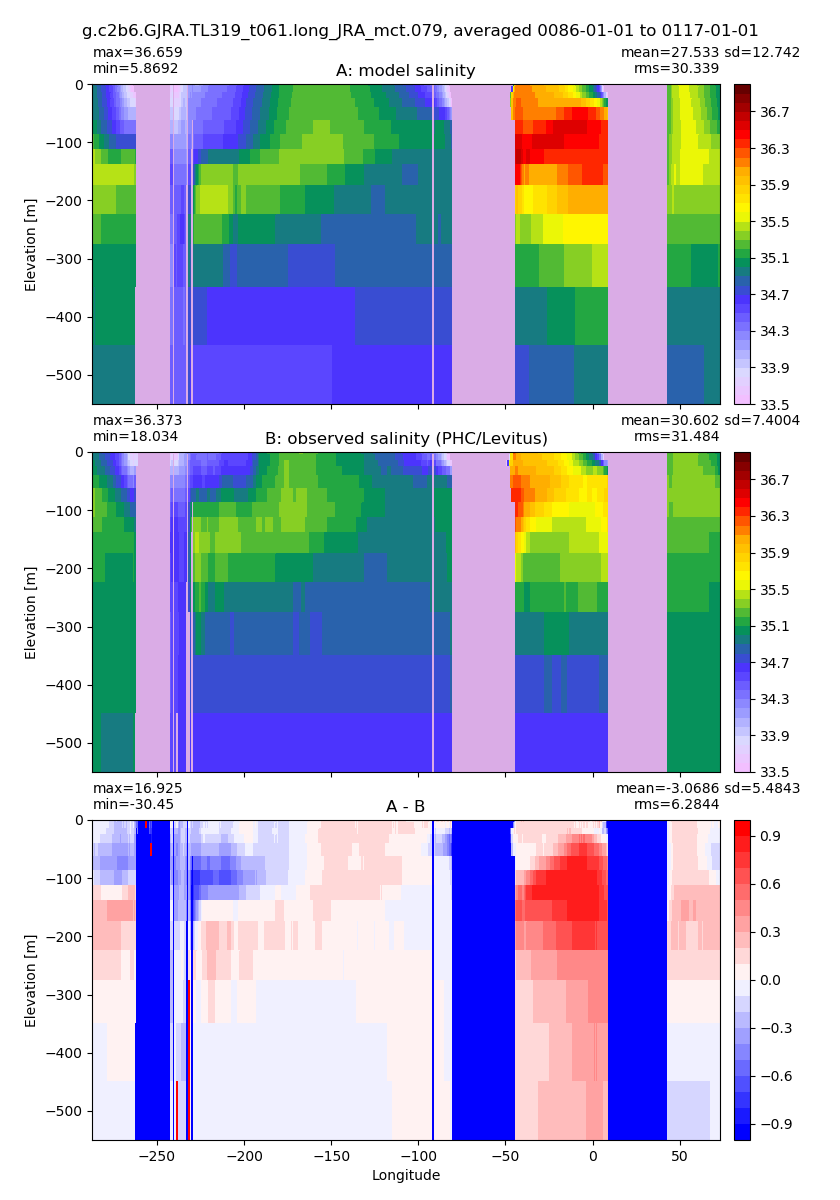 g.c2b6.GJRA.TL319_t061.long_JRA_mct.079, averaged 0086-01-01 to 0117-01-01
max=36.659
mean=27.533 sd=12.742
min=5.8692
A: model salinity
rms=30.339
0
−100
−200
−300
−400
−500
Elevation [m]
36.7
36.3
35.9
35.5
35.1
34.7
34.3
33.9
33.5
max=36.373
mean=30.602 sd=7.4004
min=18.034
B: observed salinity (PHC/Levitus)
rms=31.484
0
−100
−200
−300
−400
−500
Elevation [m]
36.7
36.3
35.9
35.5
35.1
34.7
34.3
33.9
33.5
max=16.925
mean=-3.0686 sd=5.4843
min=-30.45
A - B
rms=6.2844
0
−100
−200
−300
−400
−500
Elevation [m]
0.9
0.6
0.3
0.0
−0.3
−0.6
−0.9
−250
−200
−150
−100
−50
0
50
Longitude